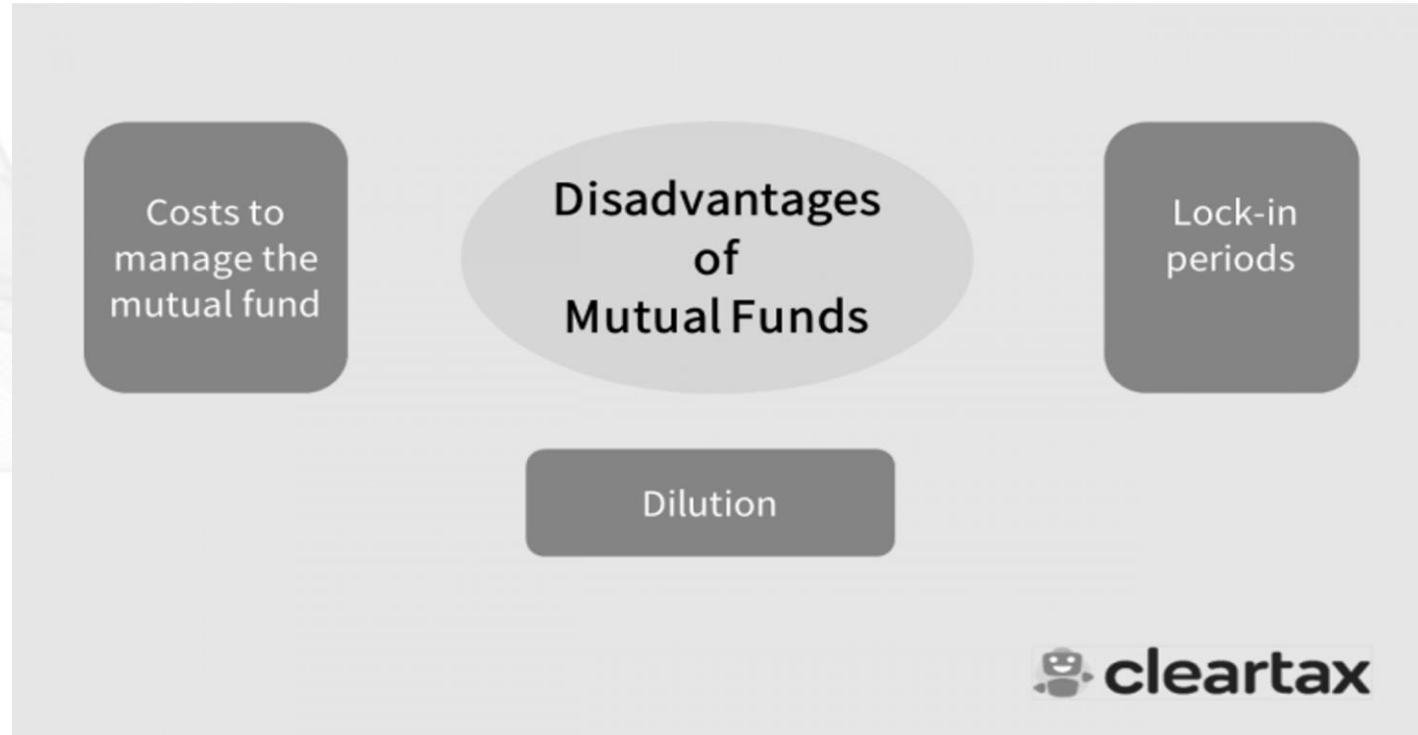 Disadvantages
of
Mutual Funds
Costs to
manage the
mutual fund
Lock-in
periods
Dilution
cleartax